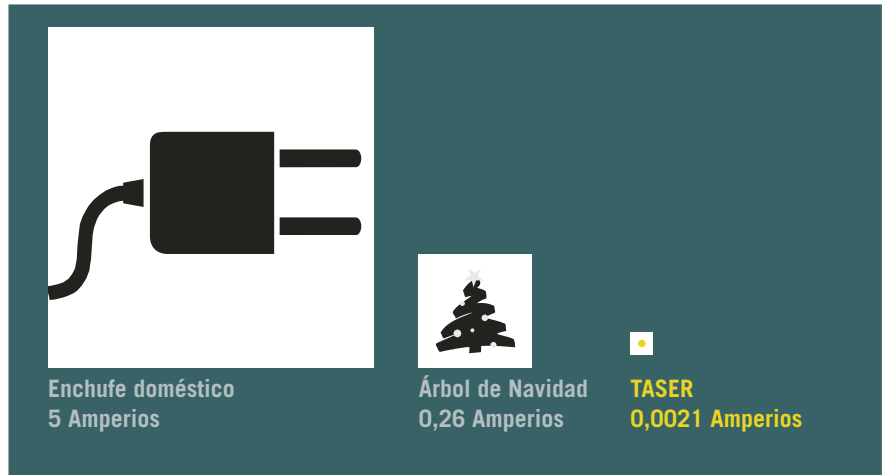 Enchufe doméstico
5 Amperios
Árbol de Navidad
0,26 Amperios
TASER
0,0021 Amperios